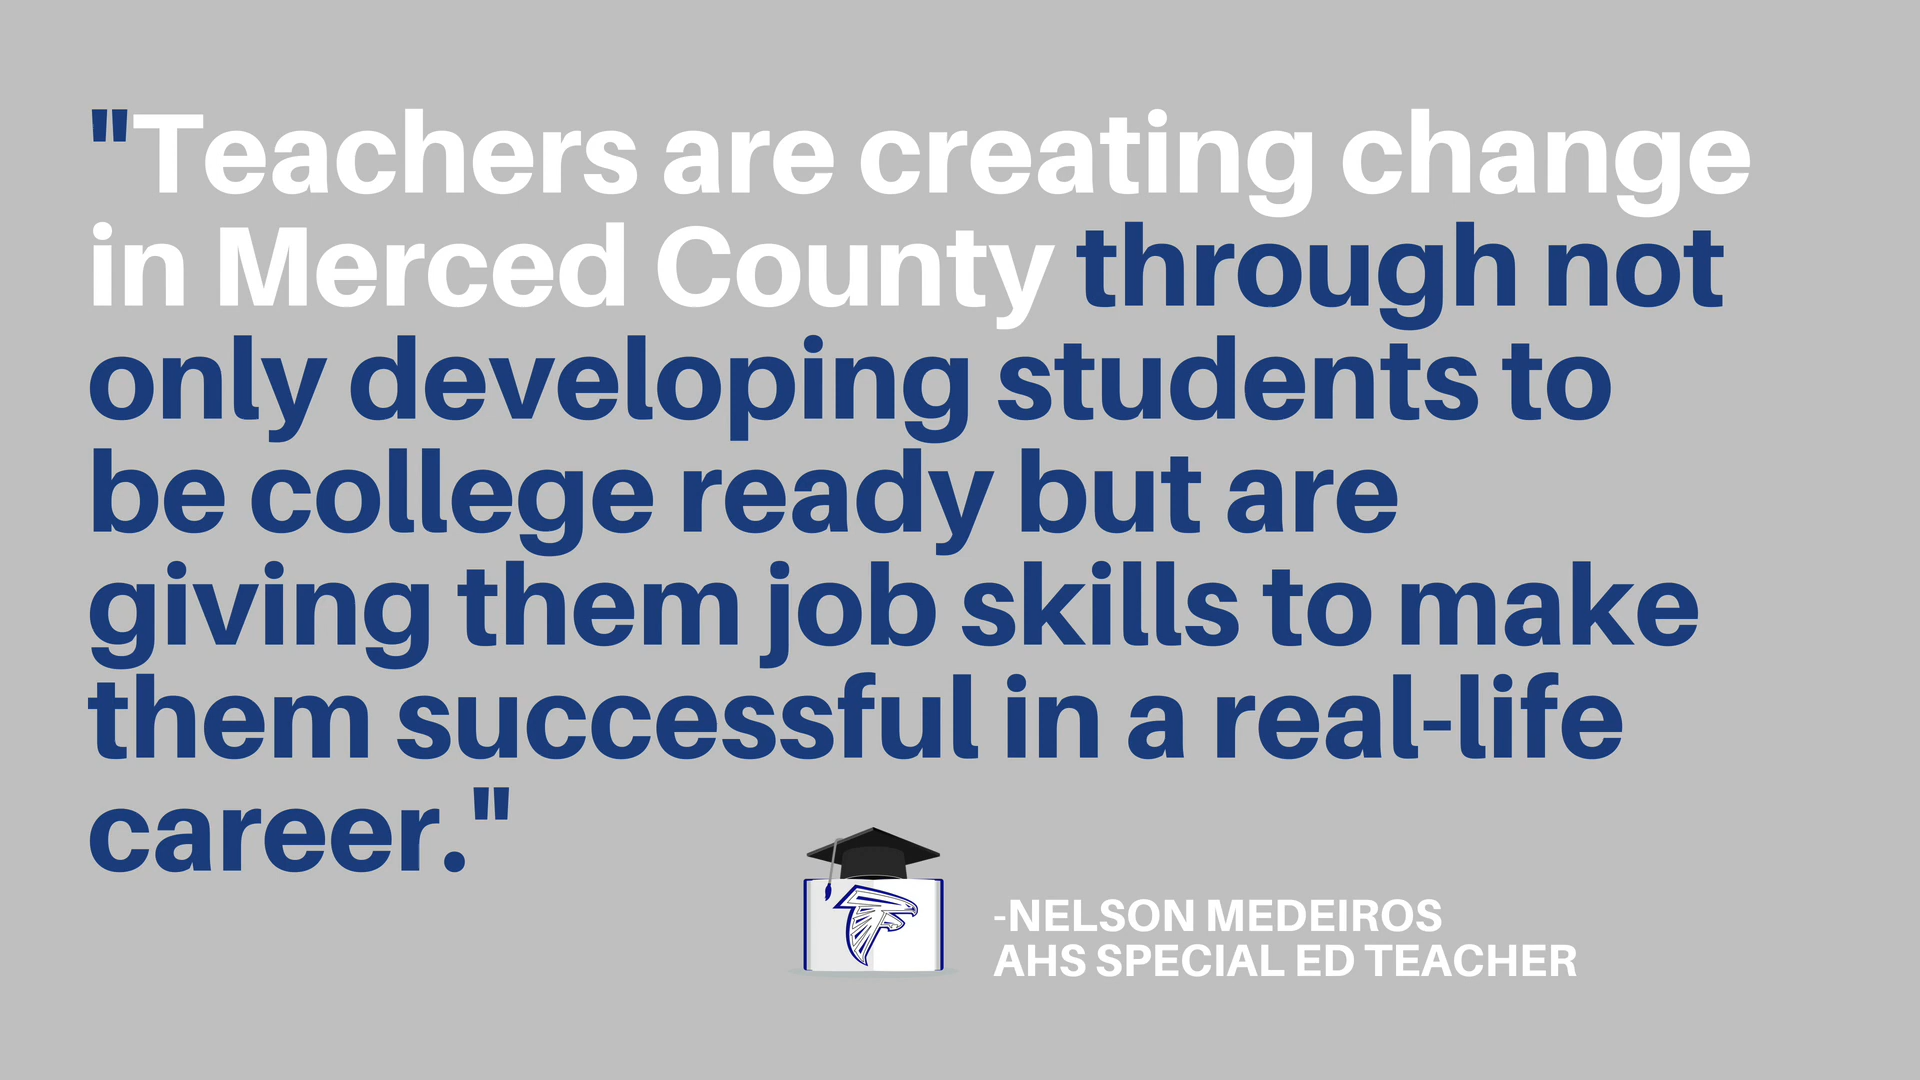 "Teachers are creating change
in Merced County through not
only developing students to
be college ready but are
giving them job skills to make
them successful in a real-life
career."
-NELSON MEDEIROS
AHS SPECIAL ED TEACHER